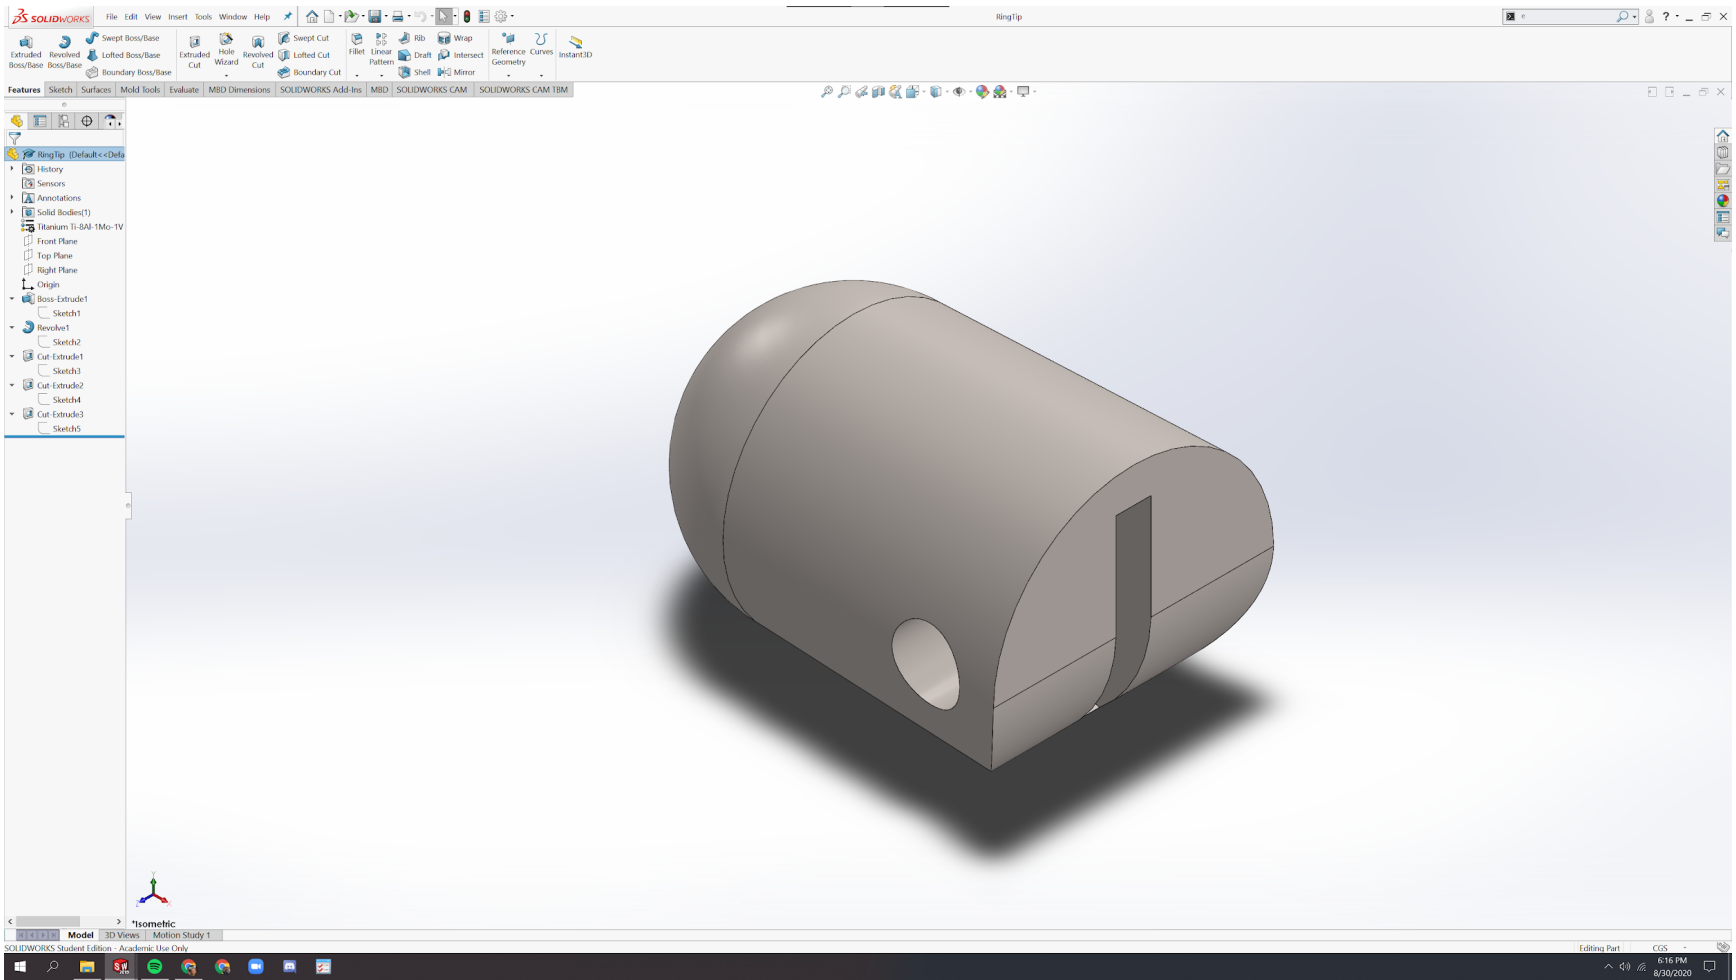 SOLIDWORKS File Edit View Insert Tools Window Help RingTip
Extruded Boss/Base
Revolved Boss/Base
Swept Boss/Base
Lofted Boss/Base
Boundary Boss/Base
Extruded Cut
Hole Wizard
Revolved Cut
Swept Cut
Lofted Cut
Boundary Cut
Fillet
Linear Pattern
Rib
Draft
Shell
Wrap
Intersect
Mirror
Reference Geometry
Curves
Instant3D
Features Sketch Surfaces Mold Tools Evaluate MBD Dimensions SOLIDWORKS Add-Ins MBD SOLIDWORKS CAM SOLIDWORKS CAM TBM
RingTip (Default<<Defa
History
Sensors
Annotations
Solid Bodies(1)
Titanium Ti-8Al-1Mo-1V
Front Plane
Top Plane
Right Plane
Origin
Boss-Extrude1
Sketch1
Revolve1
Sketch2
Cut-Extrude1
Sketch3
Cut-Extrude2
Sketch4
Cut-Extrude3
Sketch5
*Isometric
Model 3D Views Motion Study 1
SOLIDWORKS Student Edition - Academic Use Only Editing Part CGS
6:16 PM
8/30/2020